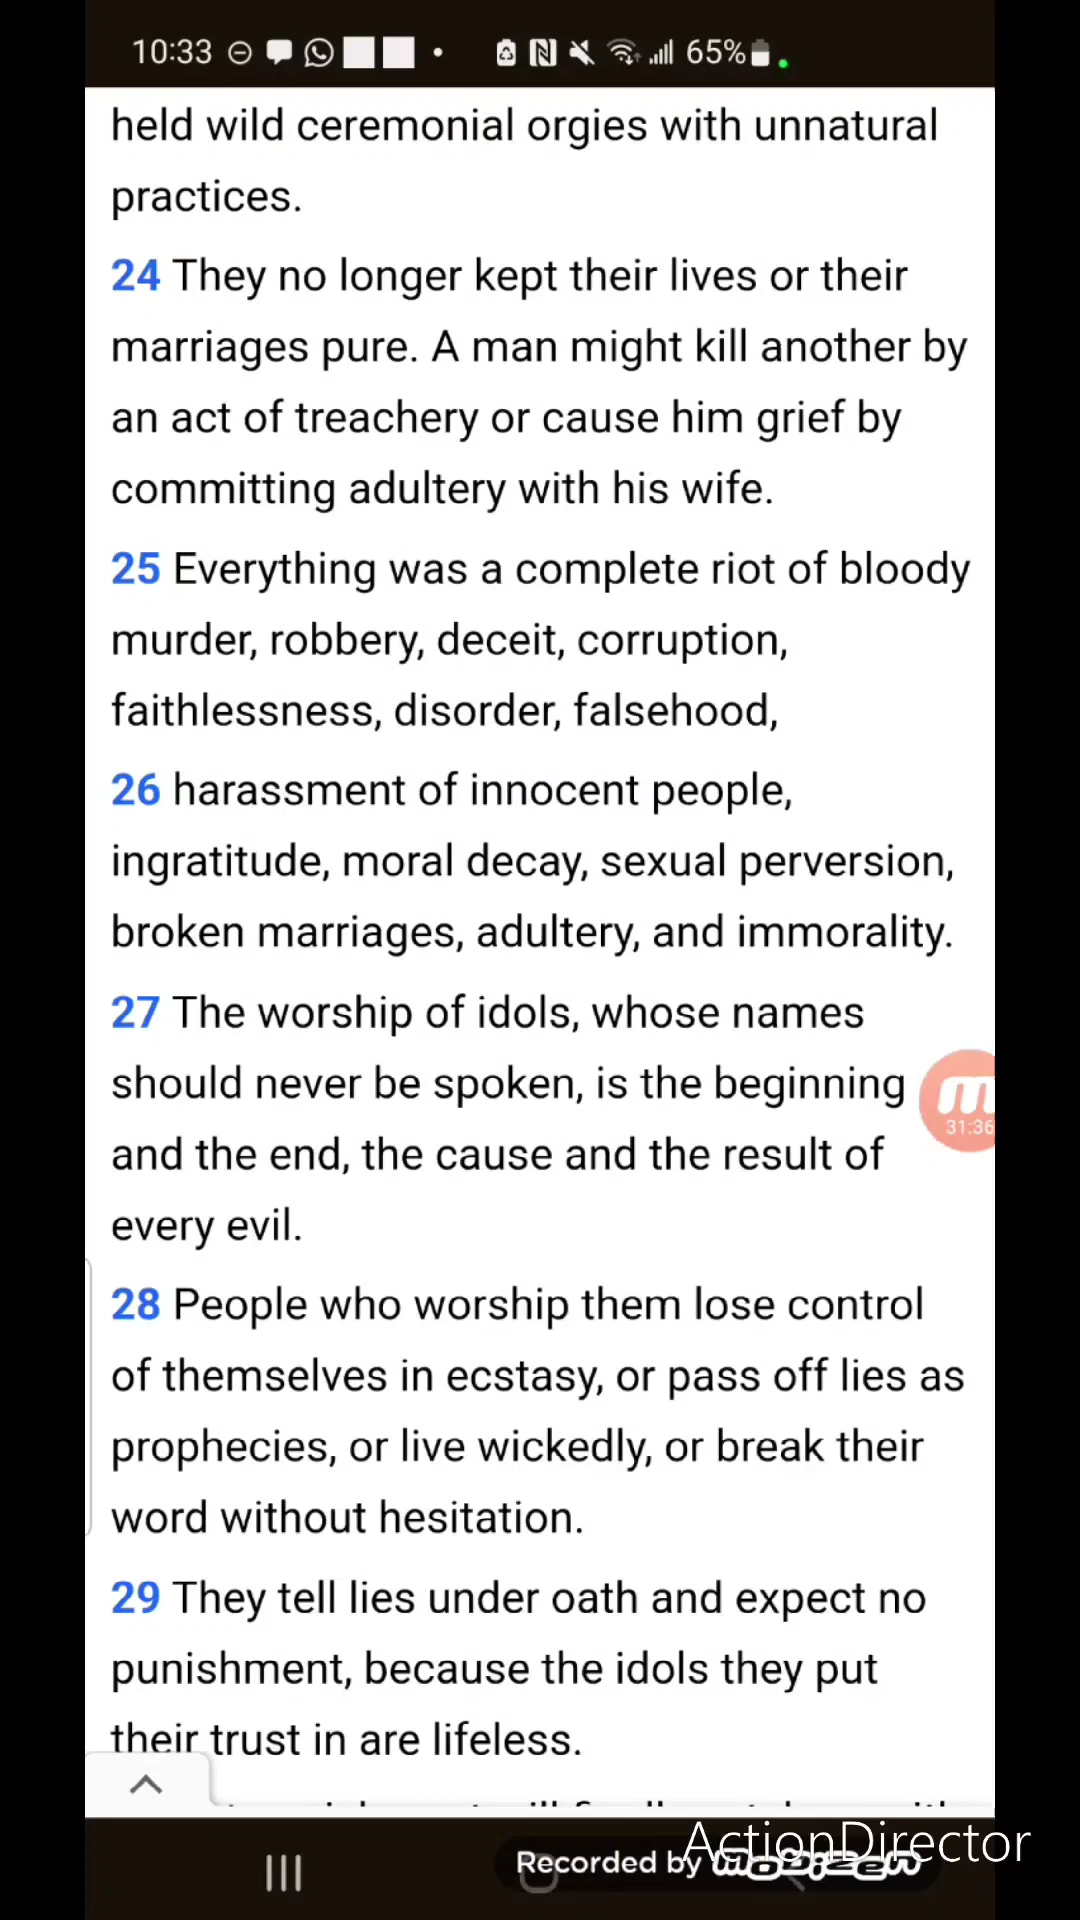 10:33 65%
held wild ceremonial orgies with unnatural
practices.
24 They no longer kept their lives or their
marriages pure. A man might kill another by
an act of treachery or cause him grief by
committing adultery with his wife.
25 Everything was a complete riot of bloody
murder, robbery, deceit, corruption,
faithlessness, disorder, falsehood,
26 harassment of innocent people,
ingratitude, moral decay, sexual perversion,
broken marriages, adultery, and immorality.
27 The worship of idols, whose names
should never be spoken, is the beginning
and the end, the cause and the result of
every evil.
31:36
28 People who worship them lose control
of themselves in ecstasy, or pass off lies as
prophecies, or live wickedly, or break their
word without hesitation.
29 They tell lies under oath and expect no
punishment, because the idols they put
their trust in are lifeless.
ActionDirector
Recorded by mobizen